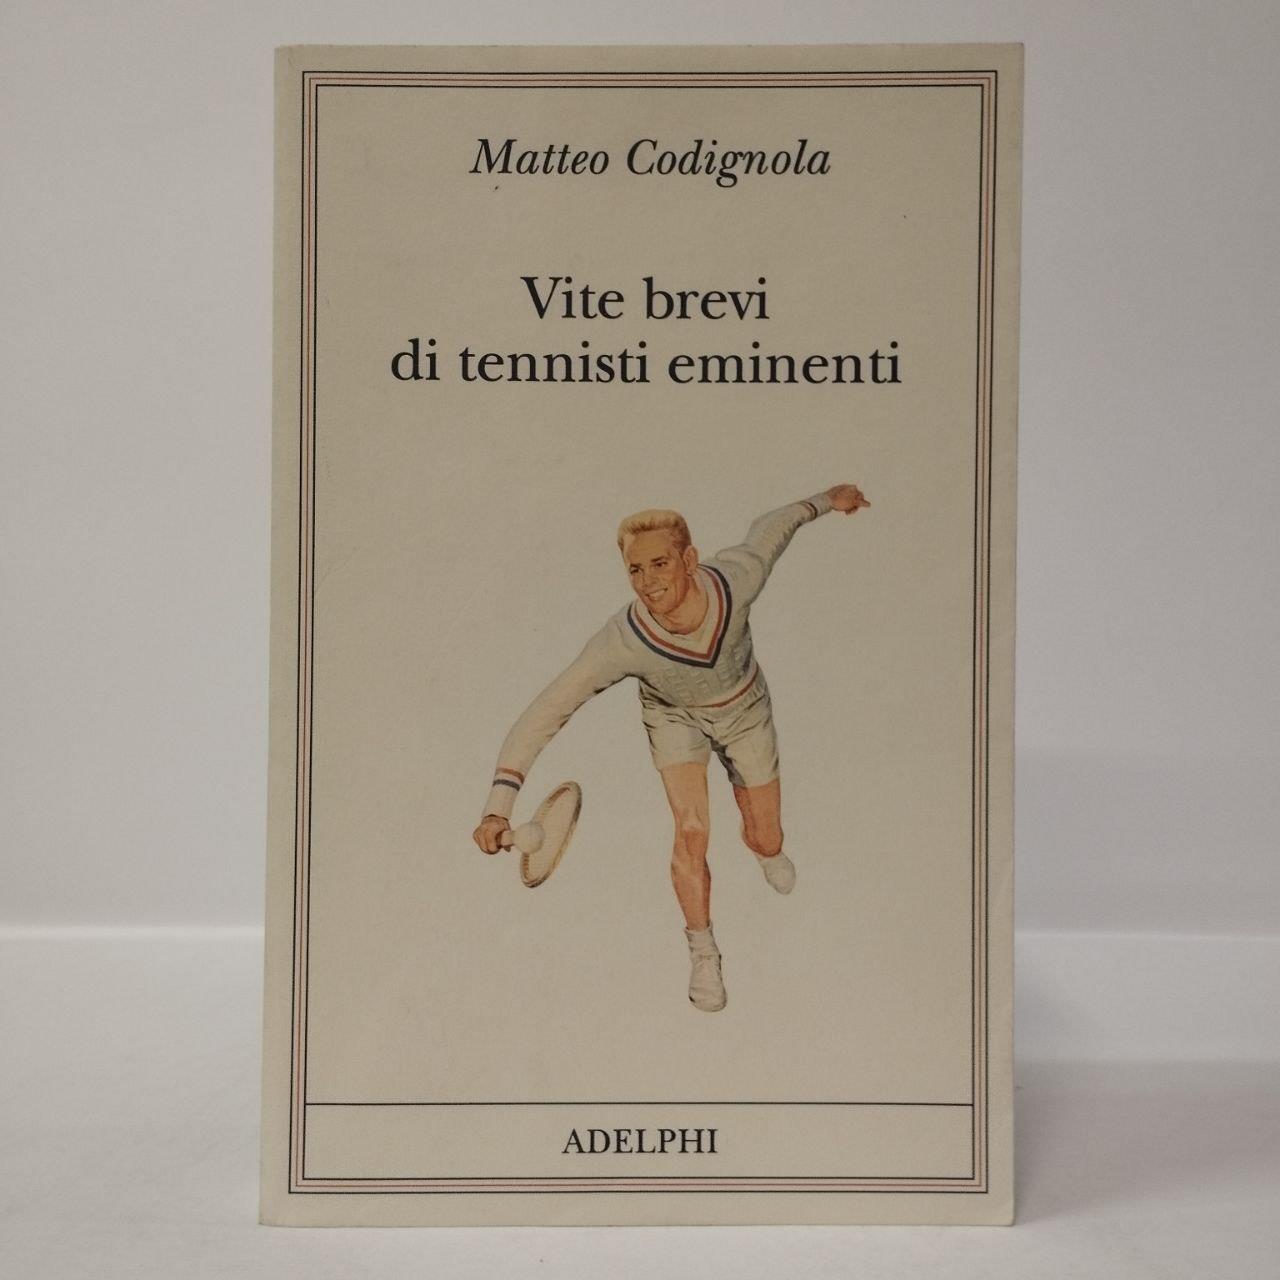 Matteo Codignola
Vite brevi
di tennisti eminenti
ADELPHI